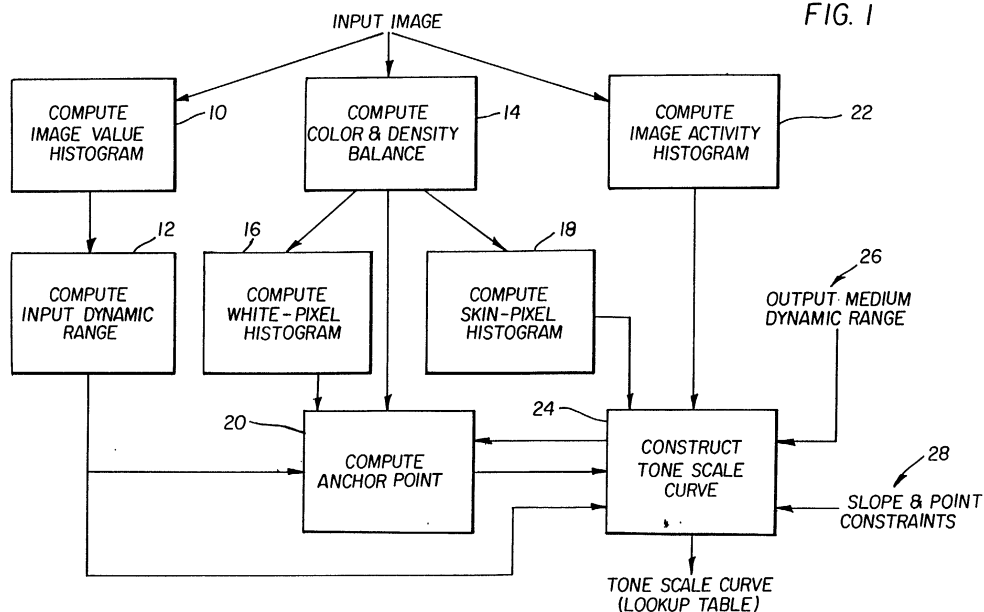 FIG. 1
INPUT IMAGE
COMPUTE
IMAGE VALUE
HISTOGRAM
10
COMPUTE
COLOR & DENSITY
BALANCE
14
COMPUTE
IMAGE ACTIVITY
HISTOGRAM
22
12
COMPUTE
INPUT DYNAMIC
RANGE
16
COMPUTE
WHITE-PIXEL
HISTOGRAM
18
COMPUTE
SKIN-PIXEL
HISTOGRAM
26
OUTPUT MEDIUM
DYNAMIC RANGE
20
COMPUTE
ANCHOR POINT
24
CONSTRUCT
TONE SCALE
CURVE
28
SLOPE & POINT
CONSTRAINTS
TONE SCALE CURVE
(LOOKUP TABLE)